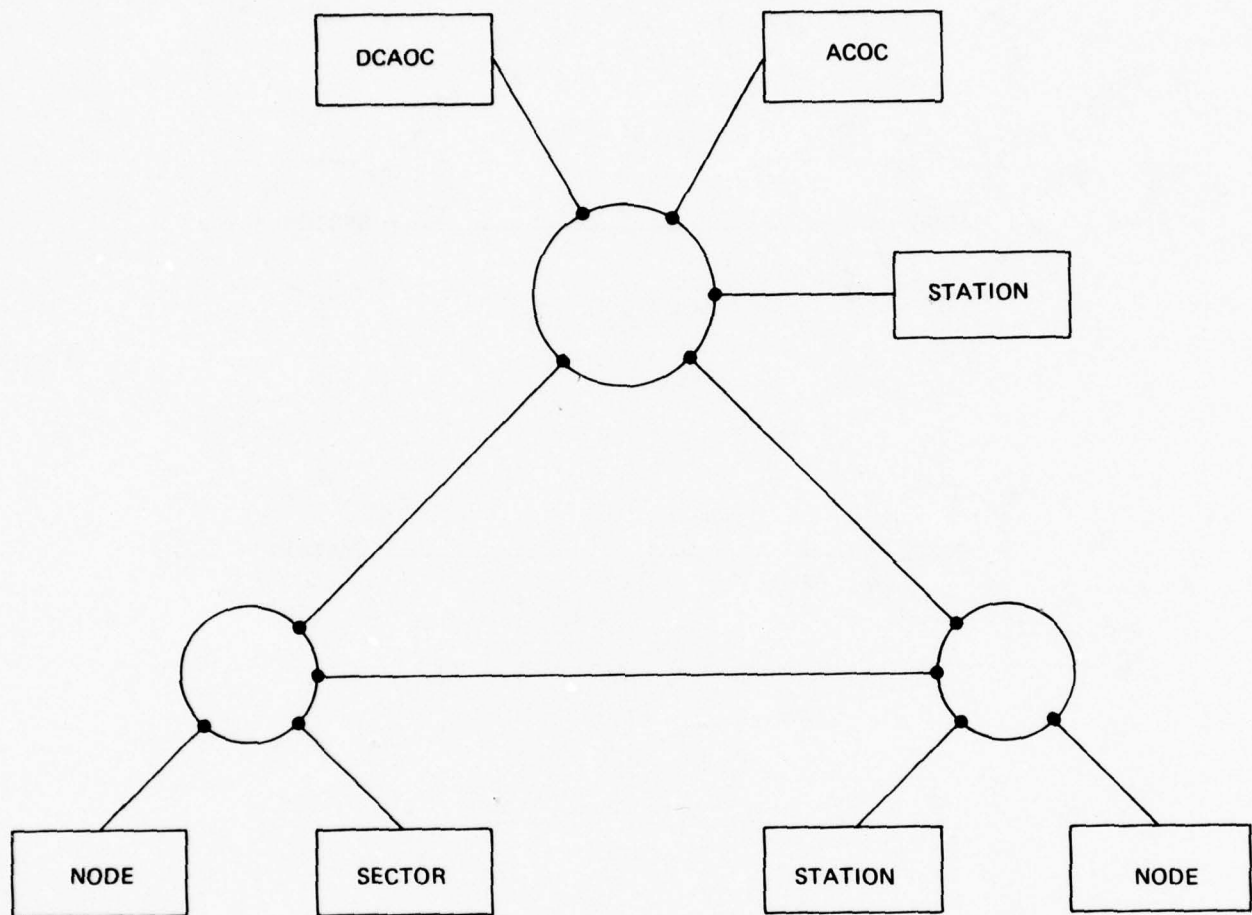 DCAOC
ACOC
STATION
NODE
SECTOR
STATION
NODE